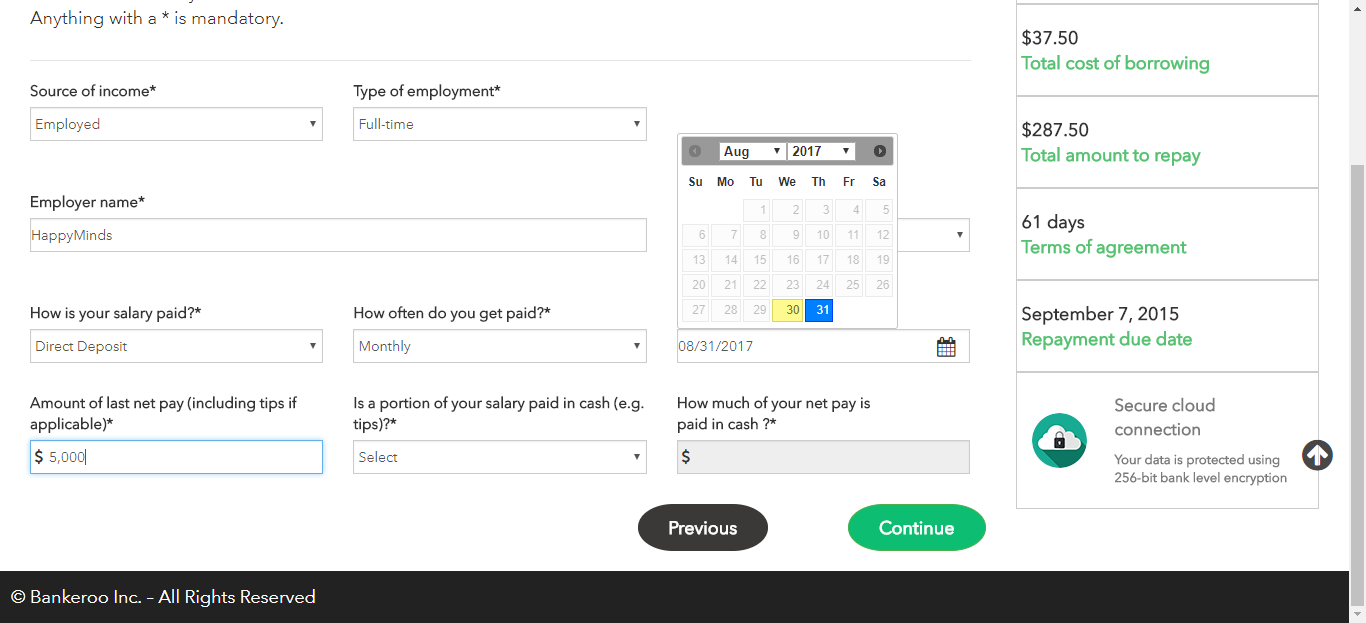 Anything with a * is mandatory.
Source of income*
Type of employment*
Employed
Full-time
Employer name*
HappyMinds
Aug 2017
Su Mo Tu We Th Fr Sa
1 2 3 4 5
6 7 8 9 10 11 12
13 14 15 16 17 18 19
20 21 22 23 24 25 26
27 28 29 30 31
How is your salary paid?*
How often do you get paid?*
Direct Deposit
Monthly
08/31/2017
Amount of last net pay (including tips if
applicable)*
$ 5,000
Is a portion of your salary paid in cash (e.g.
tips)?*
Select
How much of your net pay is
paid in cash ?*
$
Previous
Continue
$37.50
Total cost of borrowing
$287.50
Total amount to repay
61 days
Terms of agreement
September 7, 2015
Repayment due date
Secure cloud
connection
Your data is protected using
256-bit bank level encryption
© Bankeroo Inc. – All Rights Reserved